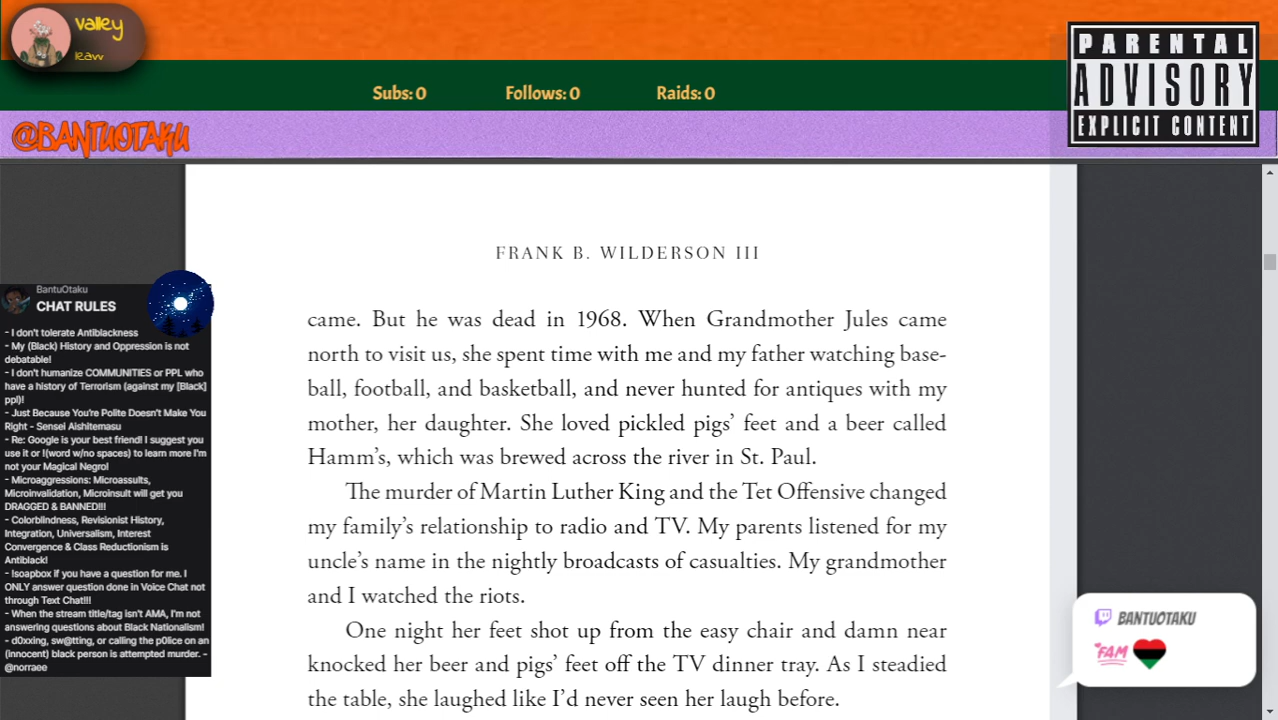 valley
leaw
Subs: 0
Follows: 0
Raids: 0
PARENTAL
ADVISORY
EXPLICIT CONTENT
@BANTUOTAKU
FRANK B. WILDERSON III
came. But he was dead in 1968. When Grandmother Jules came
north to visit us, she spent time with me and my father watching base-
ball, football, and basketball, and never hunted for antiques with my
mother, her daughter. She loved pickled pigs’ feet and a beer called
Hamm’s, which was brewed across the river in St. Paul.
The murder of Martin Luther King and the Tet Offensive changed
my family’s relationship to radio and TV. My parents listened for my
uncle’s name in the nightly broadcasts of casualties. My grandmother
and I watched the riots.
One night her feet shot up from the easy chair and damn near
knocked her beer and pigs’ feet off the TV dinner tray. As I steadied
the table, she laughed like I’d never seen her laugh before.
BantuOtaku
CHAT RULES
- I don't tolerate Antiblackness
- My (Black) History and Oppression is not
debatable!
- I don't humanize COMMUNITIES or PPL who
have a history of Terrorism (against my [Black]
ppl)!
- Just Because You're Polite Doesn't Make You
Right - Sensei Aishitemasu
- Re: Google is your best friend! I suggest you
use it or !(word w/no spaces) to learn more I'm
not your Magical Negro!
- Microaggressions: Microassults,
Microinvalidation, Microinsult will get you
DRAGGED & BANNED!!!
- Colorblindness, Revisionist History,
Integration, Universalism, Interest
Convergence & Class Reductionism is
Antiblack!
- !soapbox if you have a question for me. I
ONLY answer question done in Voice Chat not
through Text Chat!!!
- When the stream title/tag isn't AMA, I'm not
answering questions about Black Nationalism!
- d0xxing, sw@tting, or calling the p0lice on an
(innocent) black person is attempted murder. -
@norraee
BANTUOTAKU
FAM